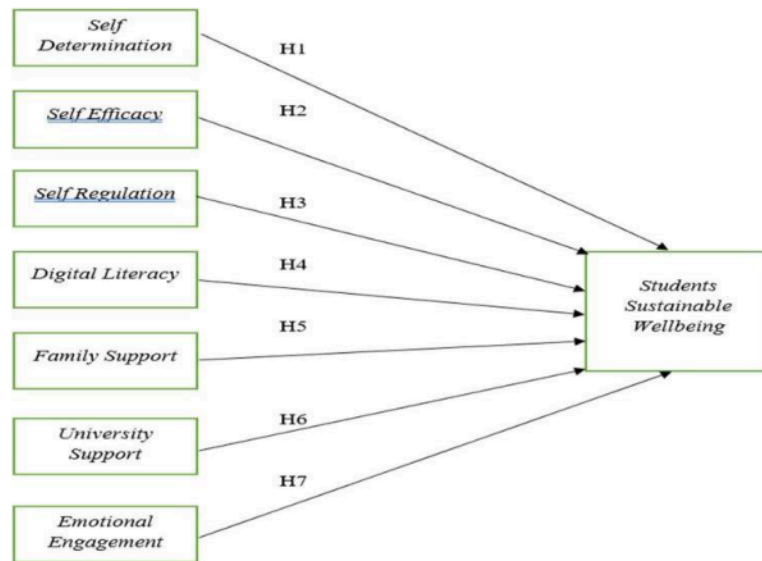 Self
Determination
H1
Self Efficacy
H2
Self Regulation
H3
Digital Literacy
H4
Family Support
H5
University
Support
H6
Emotional
Engagement
H7
Students
Sustainable
Wellbeing